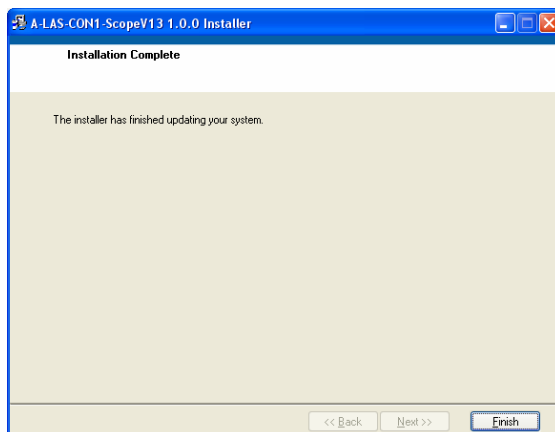 A-LAS-CON1-ScopeV13 1.0.0 Installer
Installation Complete
The installer has finished updating your system.
<< Back Next >> Finish